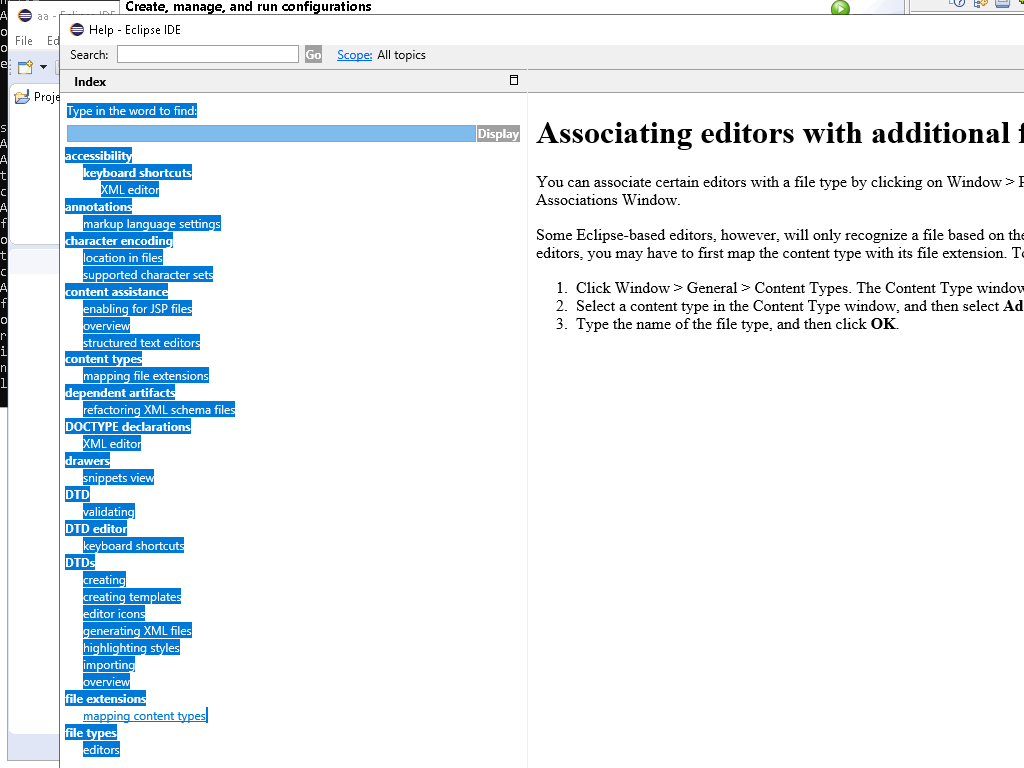 Create, manage, and run configurations
aa - Eclipse IDE
File Ed
Help - Eclipse IDE
Search: Go Scope: All topics
Index
Proje
Type in the word to find:
Display
accessibility
keyboard shortcuts
XML editor
annotations
markup language settings
character encoding
location in files
supported character sets
content assistance
enabling for JSP files
overview
structured text editors
content types
mapping file extensions
dependent artifacts
refactoring XML schema files
DOCTYPE declarations
XML editor
drawers
snippets view
DTD
validating
DTD editor
keyboard shortcuts
DTDs
creating
creating templates
editor icons
generating XML files
highlighting styles
importing
overview
file extensions
mapping content types
file types
editors
Associating editors with additional f
You can associate certain editors with a file type by clicking on Window > P
Associations Window.
Some Eclipse-based editors, however, will only recognize a file based on the
editors, you may have to first map the content type with its file extension. To
1. Click Window > General > Content Types. The Content Type window
2. Select a content type in the Content Type window, and then select Ad
3. Type the name of the file type, and then click OK.